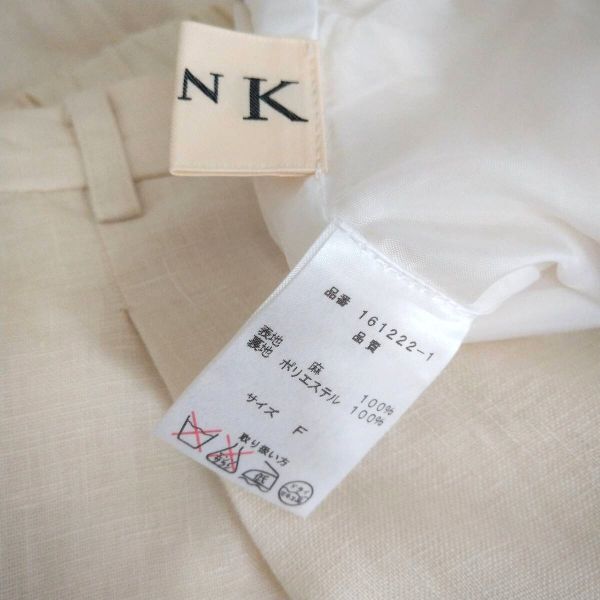 NK
品番 161222-1
品質
表地 麻 100%
裏地 ポリエステル 100%
サイズ F
取り扱い方